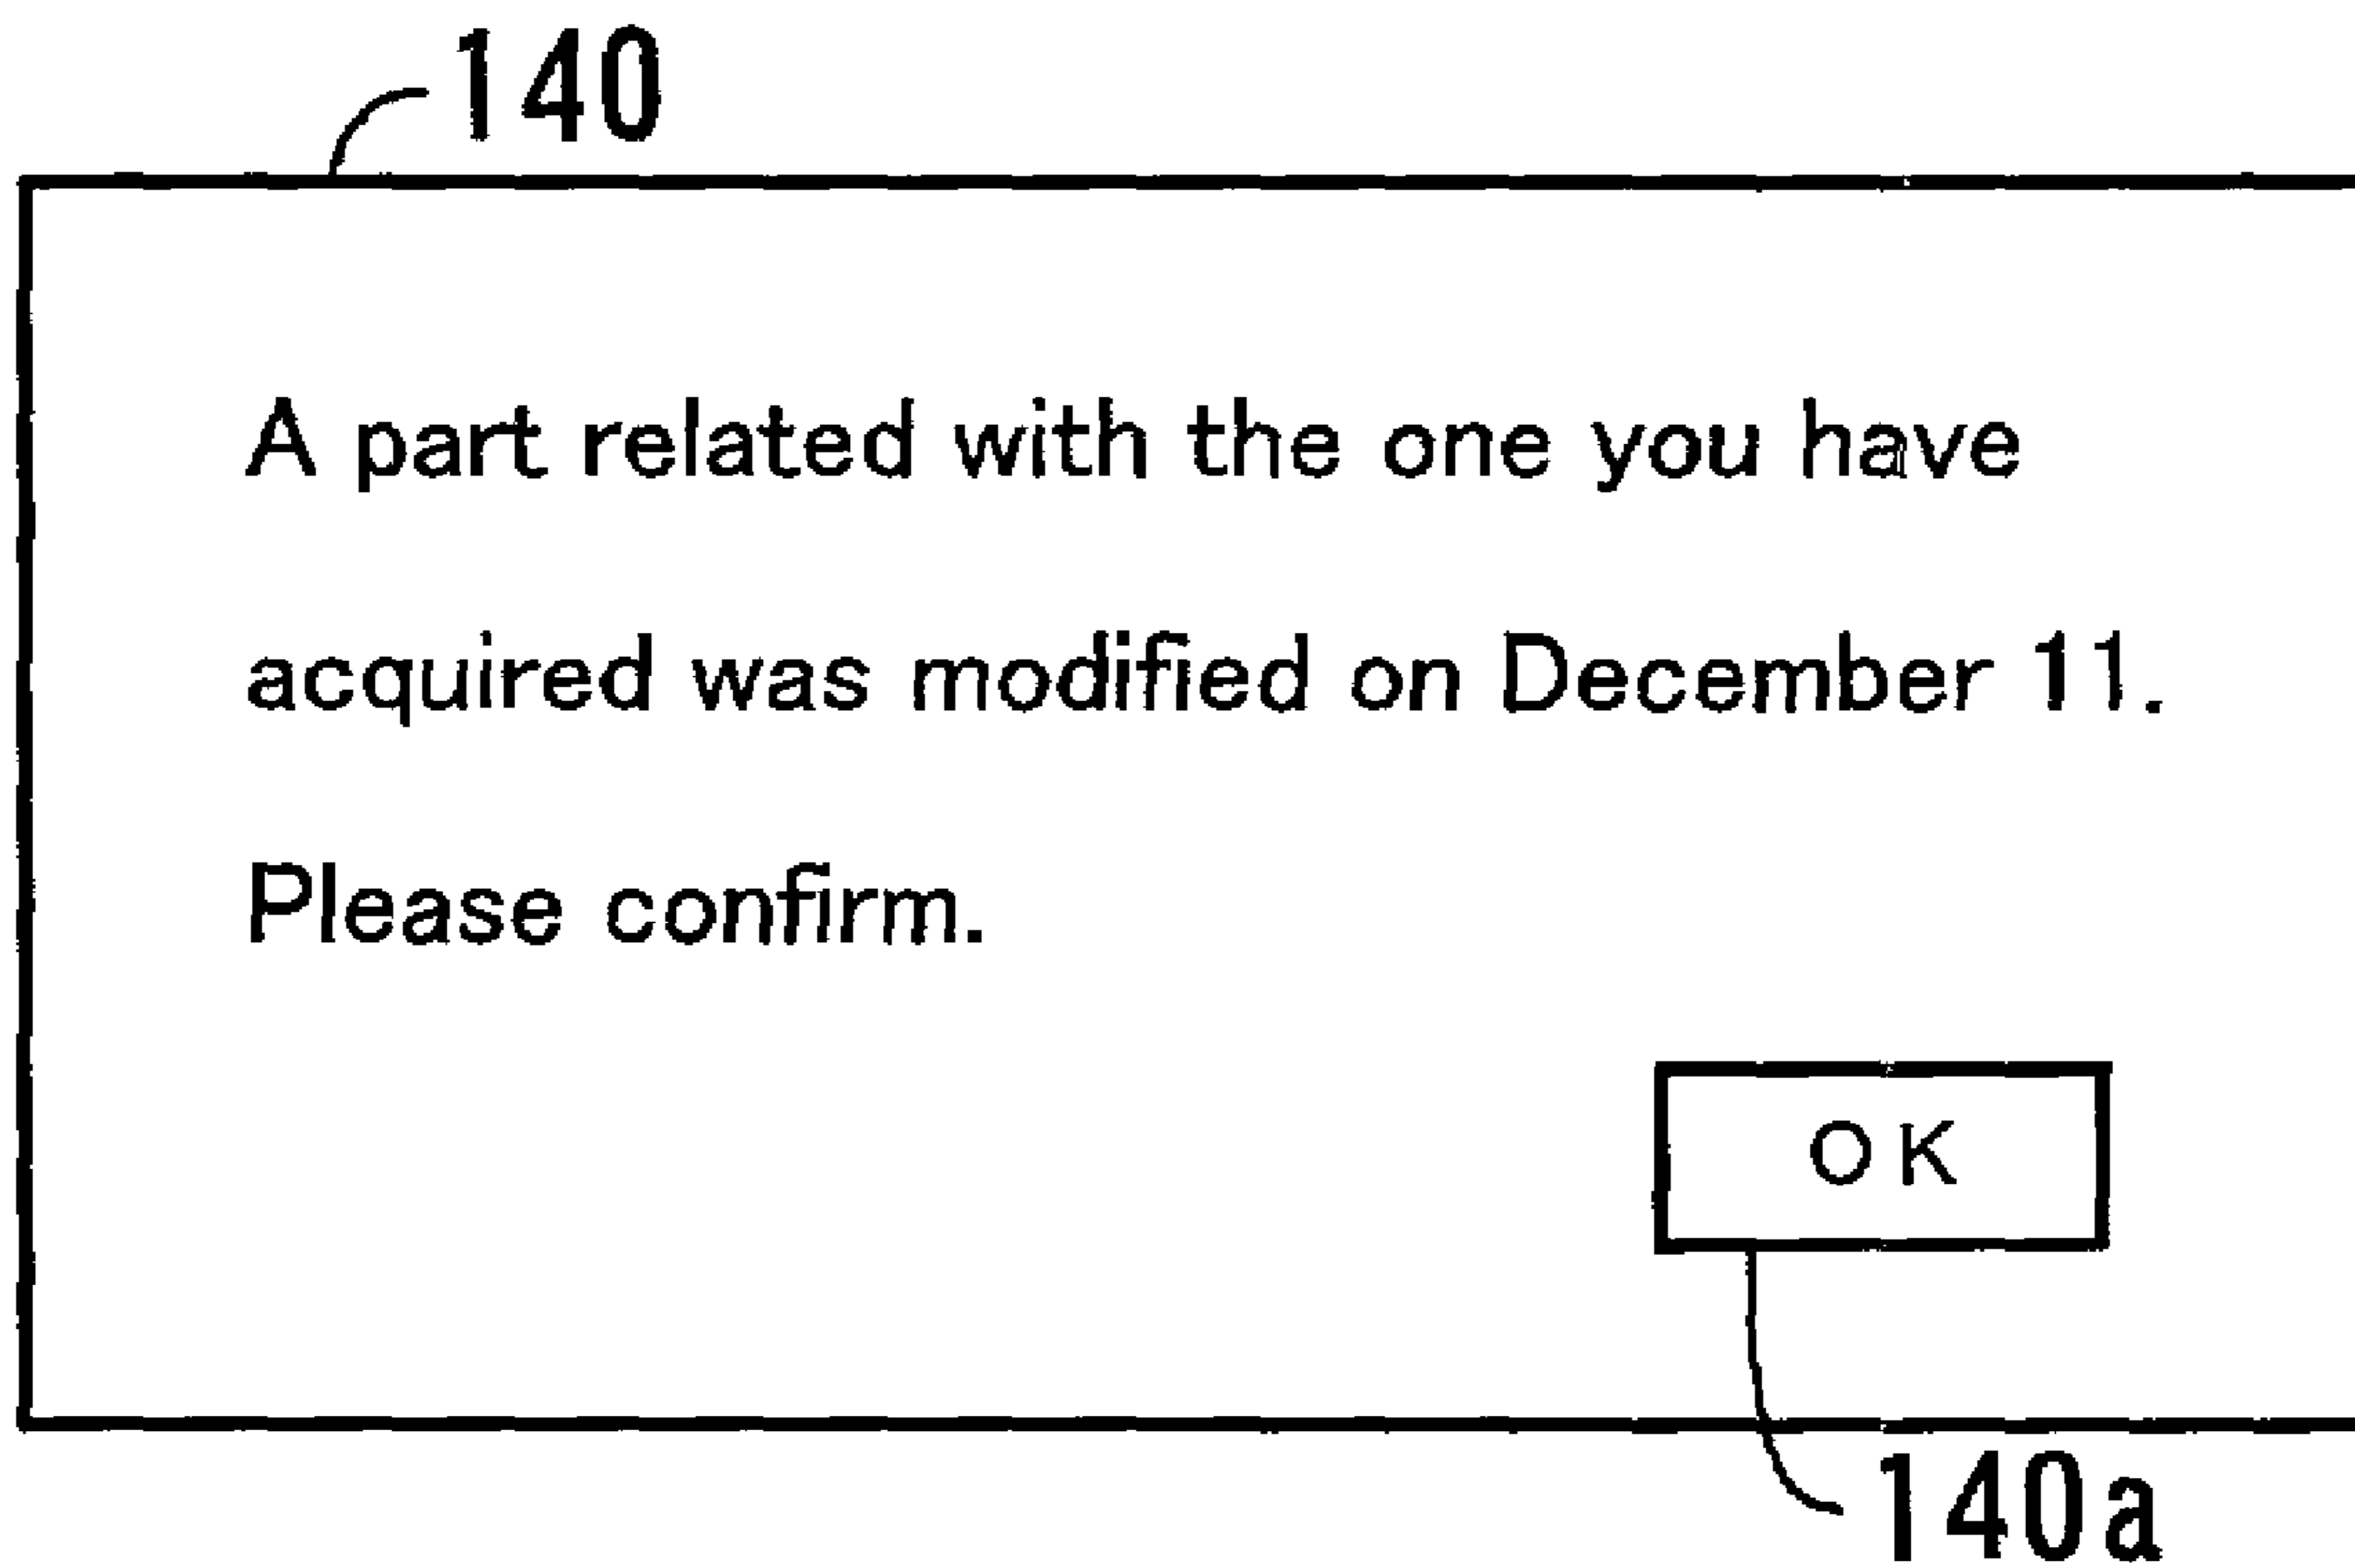 140
A part related with the one you have
acquired was modified on December 11.
Please confirm.
OK
140a